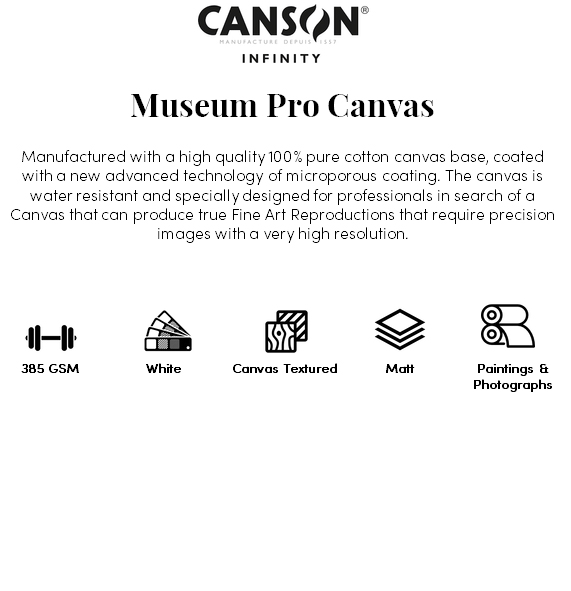 CANSON®
MANUFACTURE DEPUIS 1557
INFINITY
Museum Pro Canvas
Manufactured with a high quality 100% pure cotton canvas base, coated
with a new advanced technology of microporous coating. The canvas is
water resistant and specially designed for professionals in search of a
Canvas that can produce true Fine Art Reproductions that require precision
images with a very high resolution.
385 GSM
White
Canvas Textured
Matt
Paintings &
Photographs